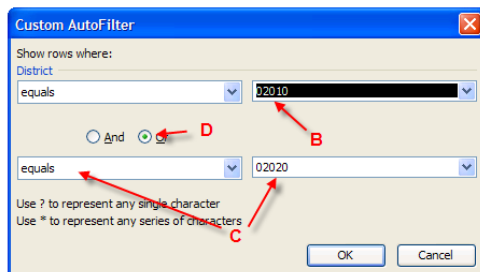 Custom AutoFilter
Show rows where:
District
equals
02010
And
D
B
equals
02020
Use ? to represent any single character
Use * to represent any series of characters
C
OK
Cancel